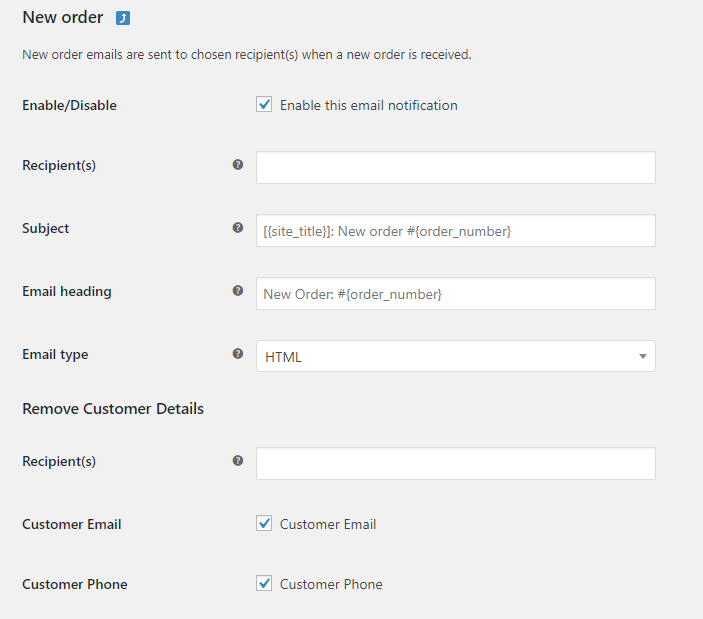 New order
New order emails are sent to chosen recipient(s) when a new order is received.
Enable/Disable Enable this email notification
Recipient(s)
Subject [{site_title}]: New order #{order_number}
Email heading New Order: #{order_number}
Email type HTML
Remove Customer Details
Recipient(s)
Customer Email Customer Email
Customer Phone Customer Phone